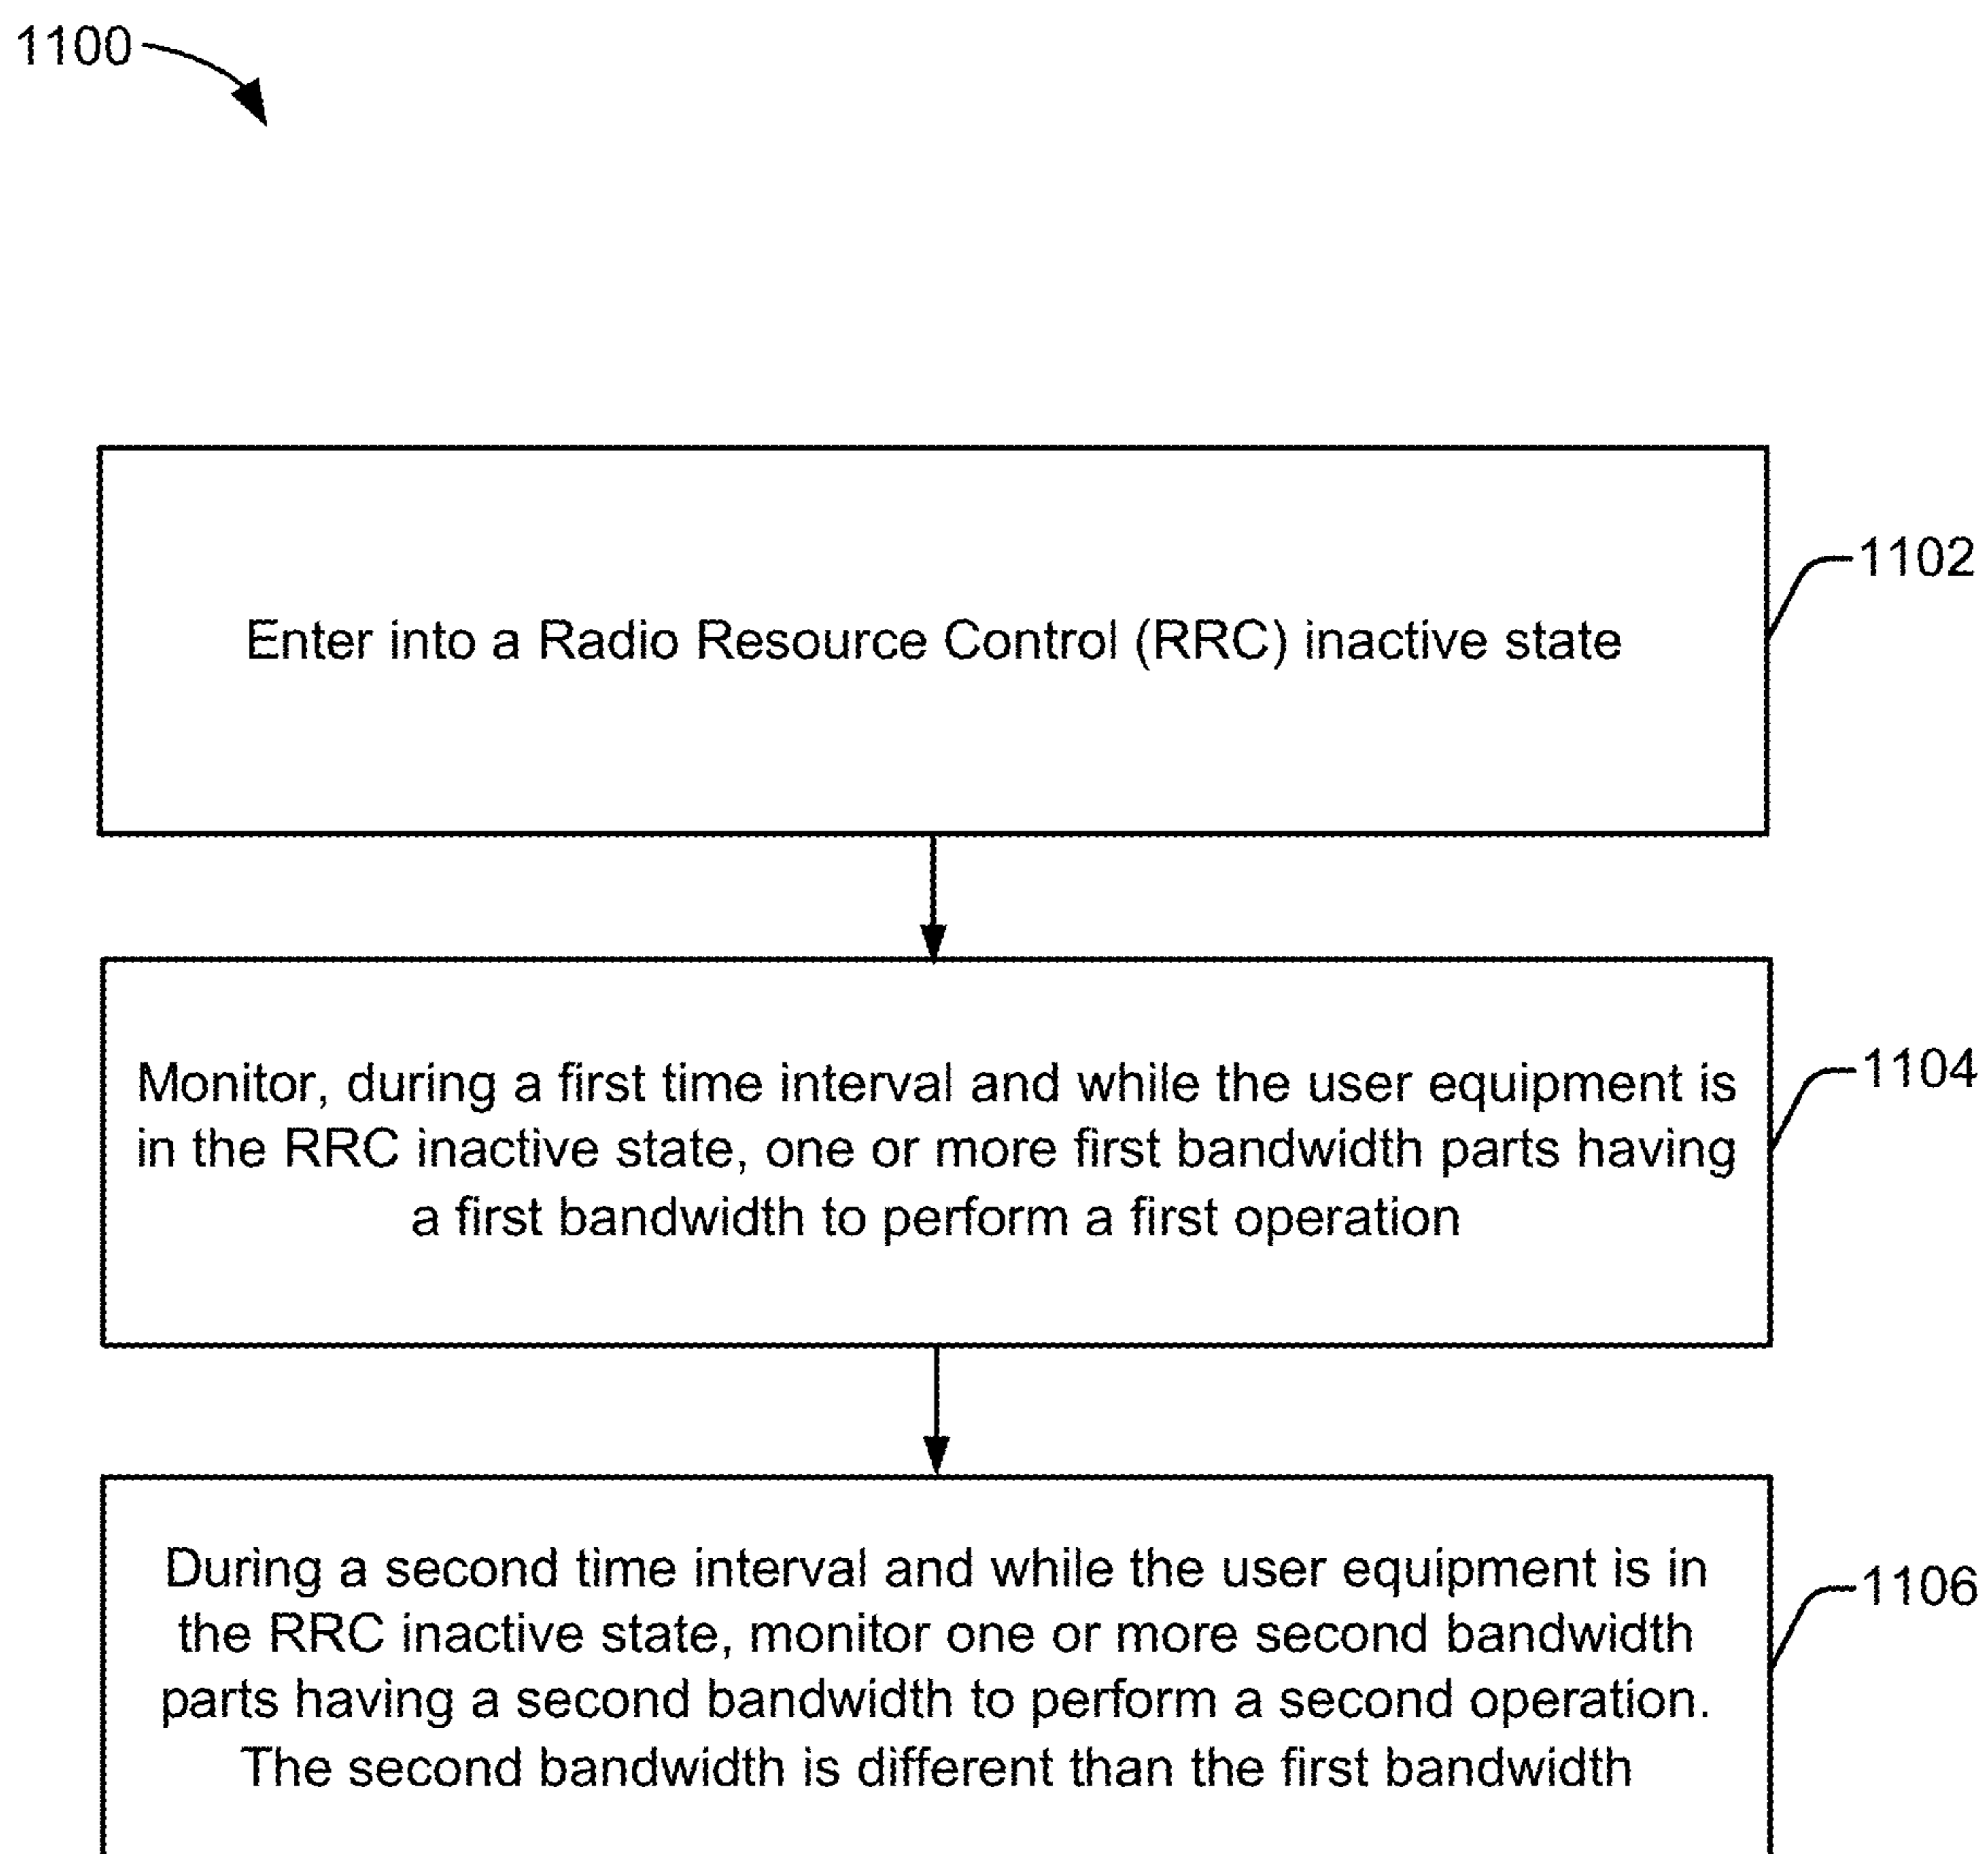 1100
Enter into a Radio Resource Control (RRC) inactive state
1102
Monitor, during a first time interval and while the user equipment is
in the RRC inactive state, one or more first bandwidth parts having
a first bandwidth to perform a first operation
1104
During a second time interval and while the user equipment is in
the RRC inactive state, monitor one or more second bandwidth
parts having a second bandwidth to perform a second operation.
The second bandwidth is different than the first bandwidth
1106